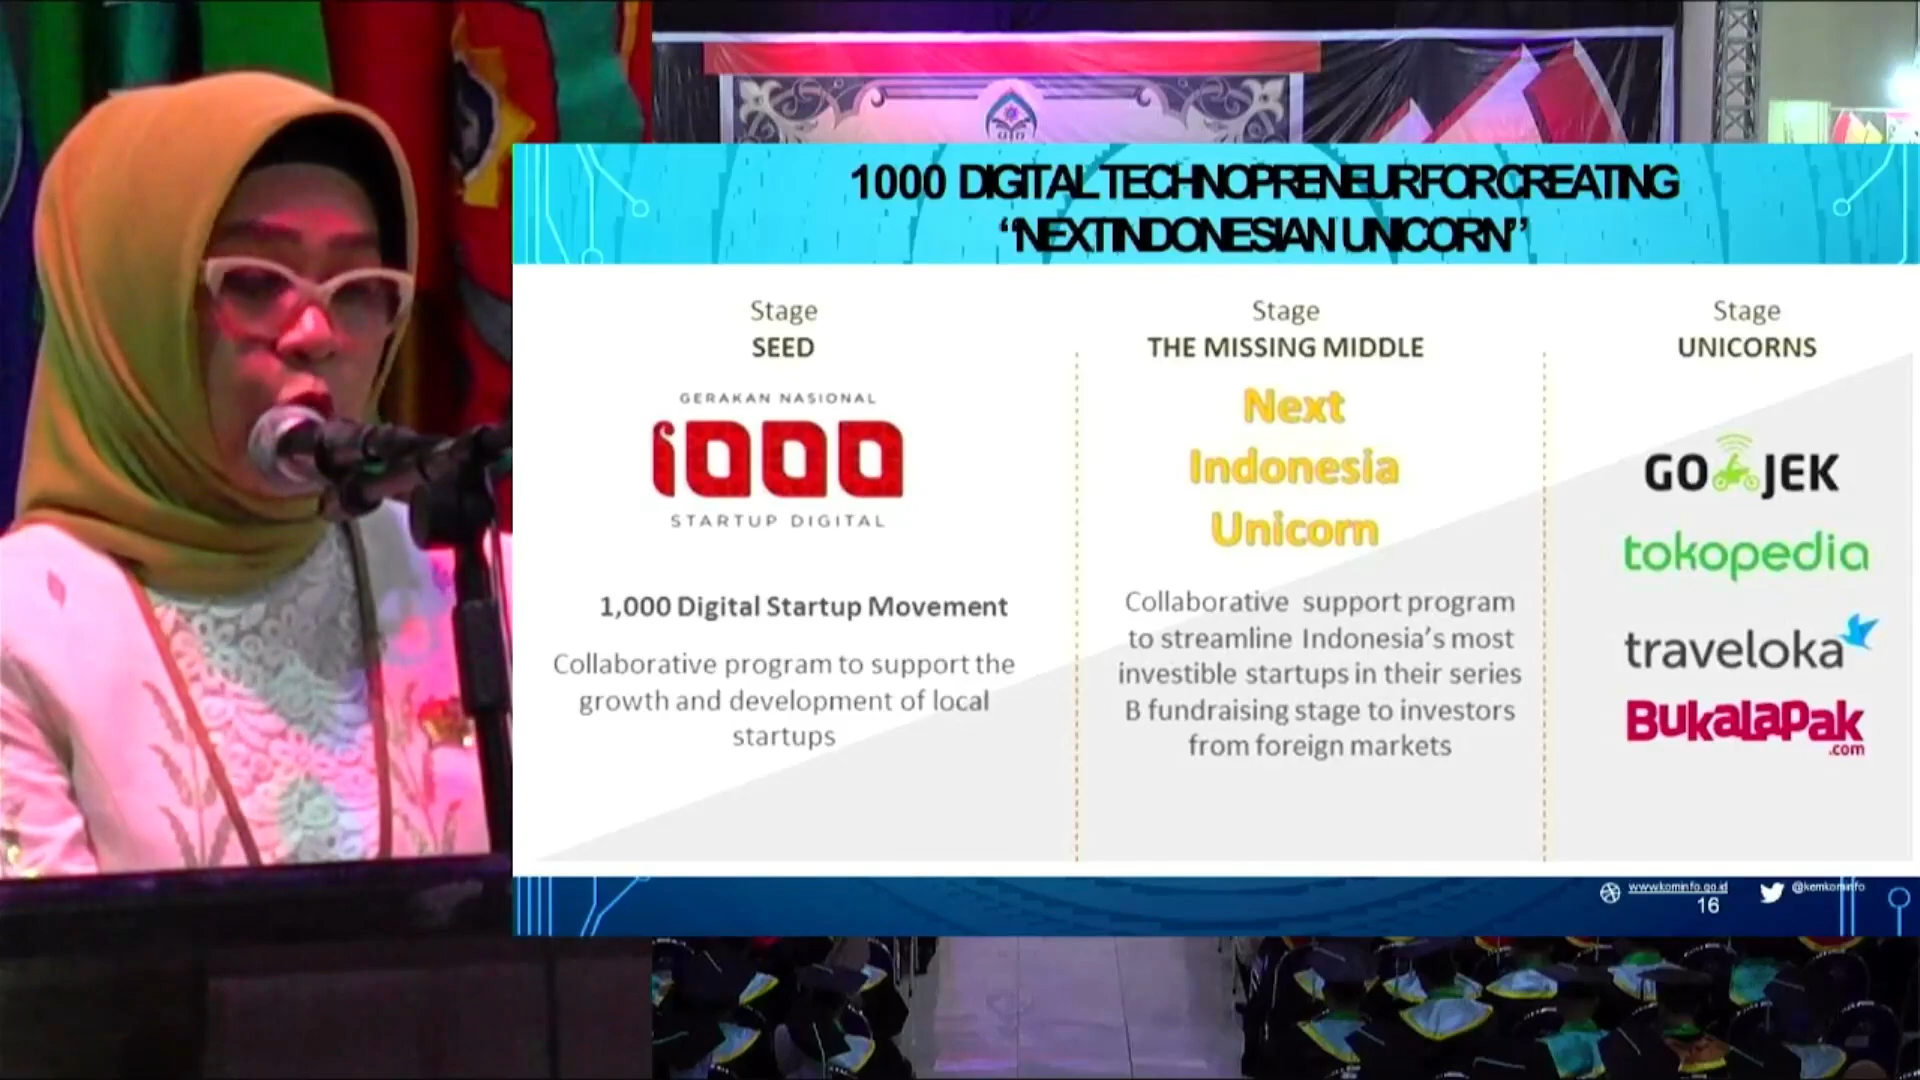 1000 DIGITAL TECHNOPRENEUR FOR CREATING
“NEXT INDONESIAN UNICORN”
Stage
SEED
GERAKAN NASIONAL
1000
STARTUP DIGITAL
1,000 Digital Startup Movement
Collaborative program to support the
growth and development of local
startups
Stage
THE MISSING MIDDLE
Next
Indonesia
Unicorn
Collaborative support program
to streamline Indonesia’s most
investible startups in their series
B fundraising stage to investors
from foreign markets
Stage
UNICORNS
GO JEK
tokopedia
traveloka
BukaLaPak
.com
www.kominfo.go.id
@kemkominfo
16